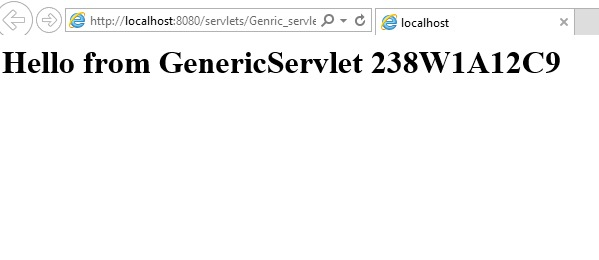 http://localhost:8080/servlets/Genric_servle
localhost
Hello from GenericServlet 238W1A12C9